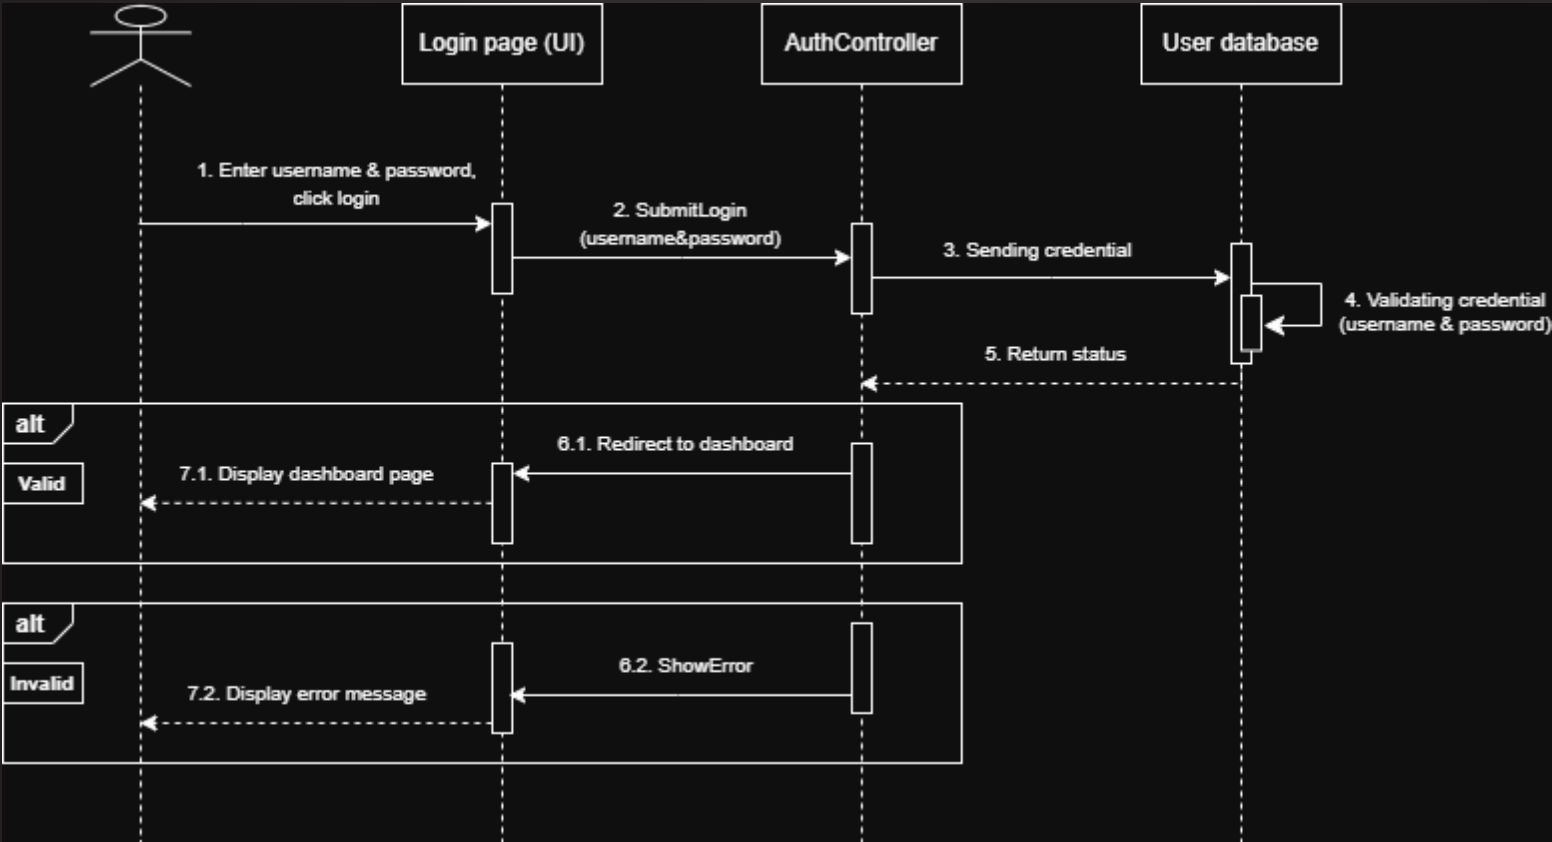 Login page (UI)
AuthController
User database
1. Enter username & password,
click login
2. SubmitLogin
(username&password)
3. Sending credential
4. Validating credential
(username & password)
5. Return status
alt
Valid
6.1. Redirect to dashboard
7.1. Display dashboard page
alt
Invalid
6.2. ShowError
7.2. Display error message